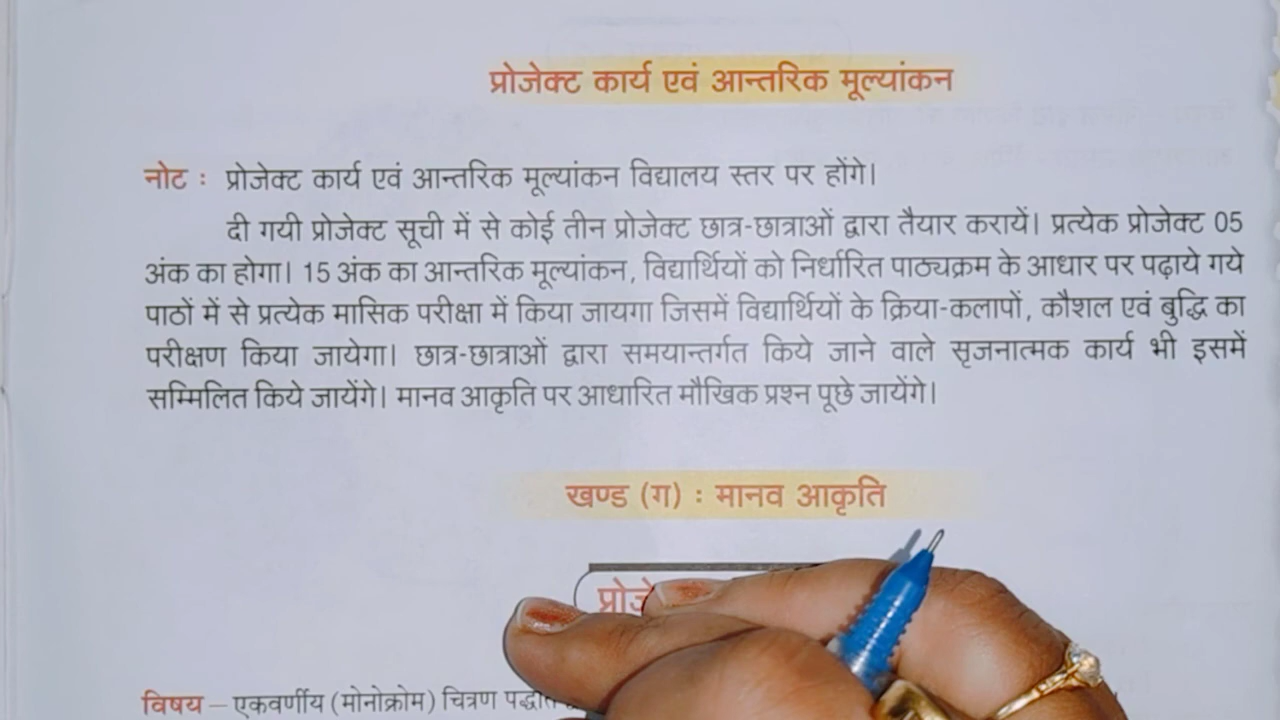 प्रोजेक्ट कार्य एवं आन्तरिक मूल्यांकन
नोट : प्रोजेक्ट कार्य एवं आन्तरिक मूल्यांकन विद्यालय स्तर पर होंगे।
दी गयी प्रोजेक्ट सूची में से कोई तीन प्रोजेक्ट छात्र-छात्राओं द्वारा तैयार करायें। प्रत्येक प्रोजेक्ट 05
अंक का होगा। 15 अंक का आन्तरिक मूल्यांकन, विद्यार्थियों को निर्धारित पाठ्यक्रम के आधार पर पढ़ाये गये
पाठों में से प्रत्येक मासिक परीक्षा में किया जायगा जिसमें विद्यार्थियों के क्रिया-कलापों, कौशल एवं बुद्धि का
परीक्षण किया जायेगा। छात्र-छात्राओं द्वारा समयान्तर्गत किये जाने वाले सृजनात्मक कार्य भी इसमें
सम्मिलित किये जायेंगे। मानव आकृति पर आधारित मौखिक प्रश्न पूछे जायेंगे।
खण्ड (ग) : मानव आकृति
विषय – एकवर्णीय (मोनोक्रोम) चित्रण